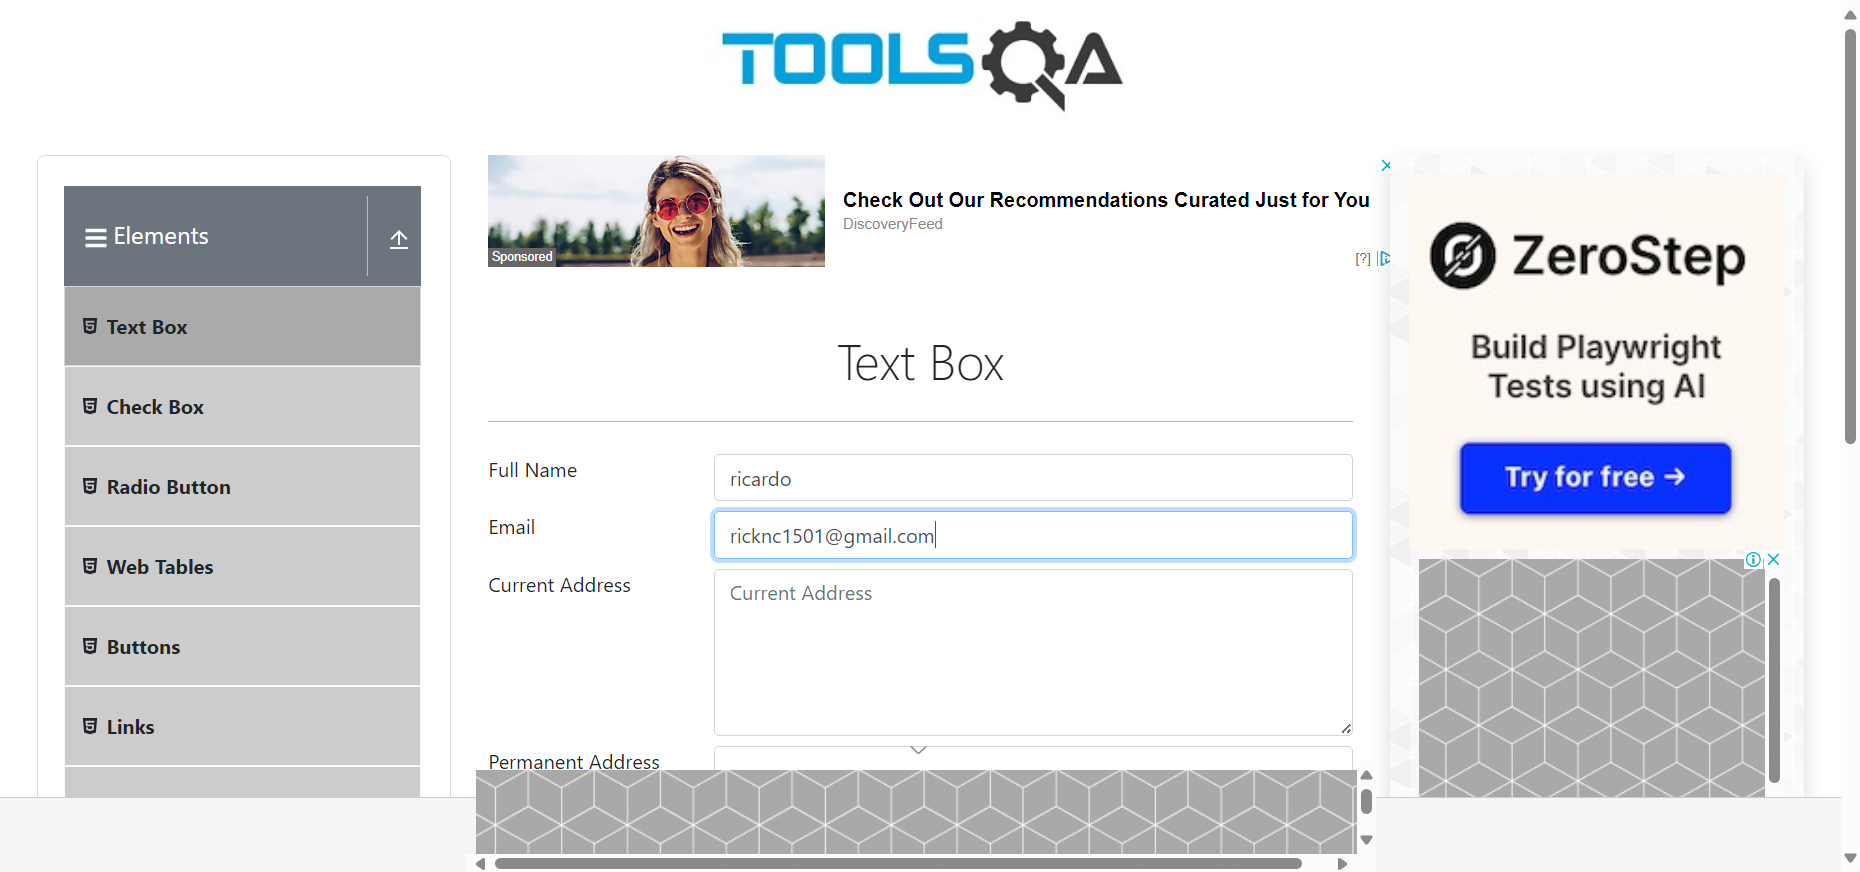 TOOLSQA
Elements
Text Box
Check Box
Radio Button
Web Tables
Buttons
Links
Sponsored
Check Out Our Recommendations Curated Just for You
DiscoveryFeed
[?]
Text Box
Full Name
ricardo
Email
ricknc1501@gmail.com
Current Address
Current Address
Permanent Address
ZeroStep
Build Playwright
Tests using AI
Try for free →